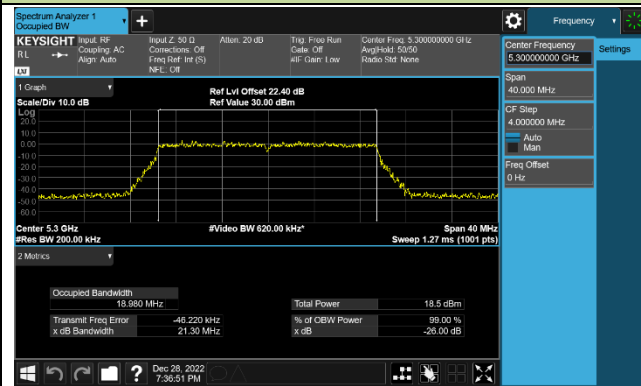 Spectrum Analyzer 1
Occupied BW
Frequency
KEYSIGHT
RL
LXI
Input: RF
Coupling: AC
Align: Auto
Input Z: 50 Ω
Corrections: Off
Freq Ref: Int (S)
NFE: Off
Atten: 20 dB
Trig: Free Run
Gate: Off
#IF Gain: Low
Center Freq: 5.300000000 GHz
Avg|Hold: 50/50
Radio Std: None
Center Frequency
5.300000000 GHz
Settings
Span
40.000 MHz
CF Step
4.000000 MHz
Auto
Man
Freq Offset
0 Hz
1 Graph
Scale/Div 10.0 dB
Ref Lvl Offset 22.40 dB
Ref Value 30.00 dBm
Log
20.0
10.0
0.00
-10.0
-20.0
-30.0
-40.0
-50.0
-60.0
Center 5.3 GHz
#Video BW 620.00 kHz*
Span 40 MHz
#Res BW 200.00 kHz
Sweep 1.27 ms (1001 pts)
2 Metrics
Occupied Bandwidth
18.980 MHz
Total Power 18.5 dBm
Transmit Freq Error -46.220 kHz
% of OBW Power 99.00 %
x dB Bandwidth 21.30 MHz
x dB -26.00 dB
?
Dec 28, 2022
7:36:51 PM